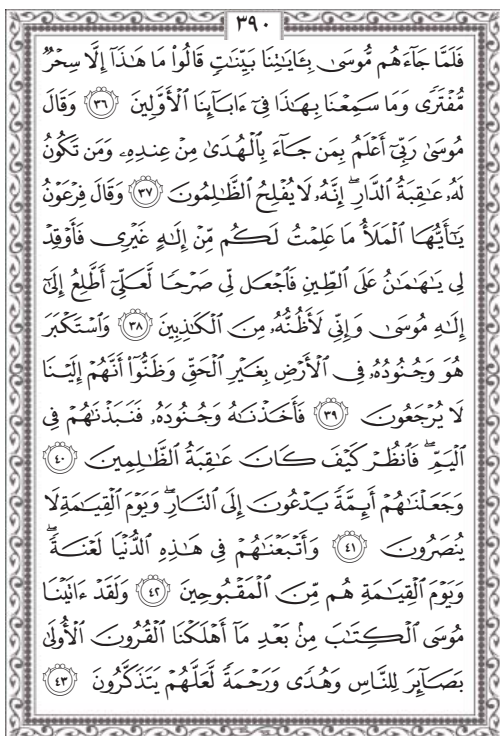 ٣٩٠
فَلَمَّا جَآءَهُم مُّوسَىٰ بِـَٔايَٰتِنَا بَيِّنَٰتٍ قَالُوا۟ مَا هَٰذَآ إِلَّا سِحْرٌ
مُّفْتَرًى وَمَا سَمِعْنَا بِهَٰذَا فِىٓ ءَابَآئِنَا ٱلْأَوَّلِينَ ٣٦ وَقَالَ
مُوسَىٰ رَبِّىٓ أَعْلَمُ بِمَن جَآءَ بِٱلْهُدَىٰ مِنْ عِندِهِۦ وَمَن تَكُونُ
لَهُۥ عَٰقِبَةُ ٱلدَّارِ ۖ إِنَّهُۥ لَا يُفْلِحُ ٱلظَّٰلِمُونَ ٣٧ وَقَالَ فِرْعَوْنُ
يَٰٓأَيُّهَا ٱلْمَلَأُ مَا عَلِمْتُ لَكُم مِّنْ إِلَٰهٍ غَيْرِى فَأَوْقِدْ
لِى يَٰهَٰمَٰنُ عَلَى ٱلطِّينِ فَٱجْعَل لِّى صَرْحًا لَّعَلِّىٓ أَطَّلِعُ إِلَىٰٓ
إِلَٰهِ مُوسَىٰ وَإِنِّى لَأَظُنُّهُۥ مِنَ ٱلْكَٰذِبِينَ ٣٨ وَٱسْتَكْبَرَ
هُوَ وَجُنُودُهُۥ فِى ٱلْأَرْضِ بِغَيْرِ ٱلْحَقِّ وَظَنُّوٓا۟ أَنَّهُمْ إِلَيْنَا
لَا يُرْجَعُونَ ٣٩ فَأَخَذْنَٰهُ وَجُنُودَهُۥ فَنَبَذْنَٰهُمْ فِى
ٱلْيَمِّ ۖ فَٱنظُرْ كَيْفَ كَانَ عَٰقِبَةُ ٱلظَّٰلِمِينَ ٤٠
وَجَعَلْنَٰهُمْ أَئِمَّةً يَدْعُونَ إِلَى ٱلنَّارِ ۖ وَيَوْمَ ٱلْقِيَٰمَةِ لَا
يُنصَرُونَ ٤١ وَأَتْبَعْنَٰهُمْ فِى هَٰذِهِ ٱلدُّنْيَا لَعْنَةً ۖ
وَيَوْمَ ٱلْقِيَٰمَةِ هُم مِّنَ ٱلْمَقْبُوحِينَ ٤٢ وَلَقَدْ ءَاتَيْنَا
مُوسَى ٱلْكِتَٰبَ مِنۢ بَعْدِ مَآ أَهْلَكْنَا ٱلْقُرُونَ ٱلْأُولَىٰ
بَصَآئِرَ لِلنَّاسِ وَهُدًى وَرَحْمَةً لَّعَلَّهُمْ يَتَذَكَّرُونَ ٤٣